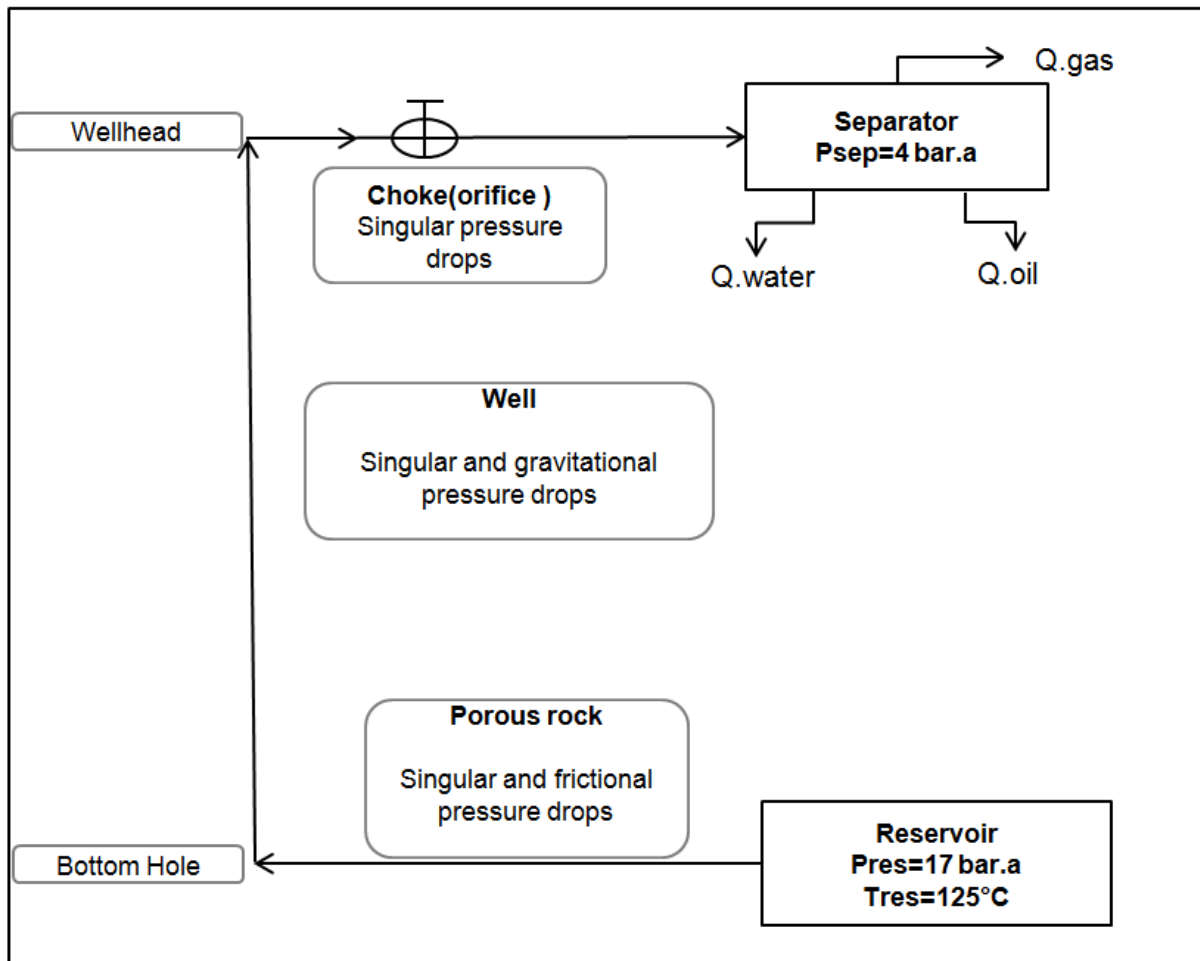 Q.gas
Wellhead
Separator
Psep=4 bar.a
Choke(orifice )
Singular pressure
drops
Q.water
Q.oil
Well
Singular and gravitational
pressure drops
Porous rock
Singular and frictional
pressure drops
Reservoir
Pres=17 bar.a
Tres=125°C
Bottom Hole